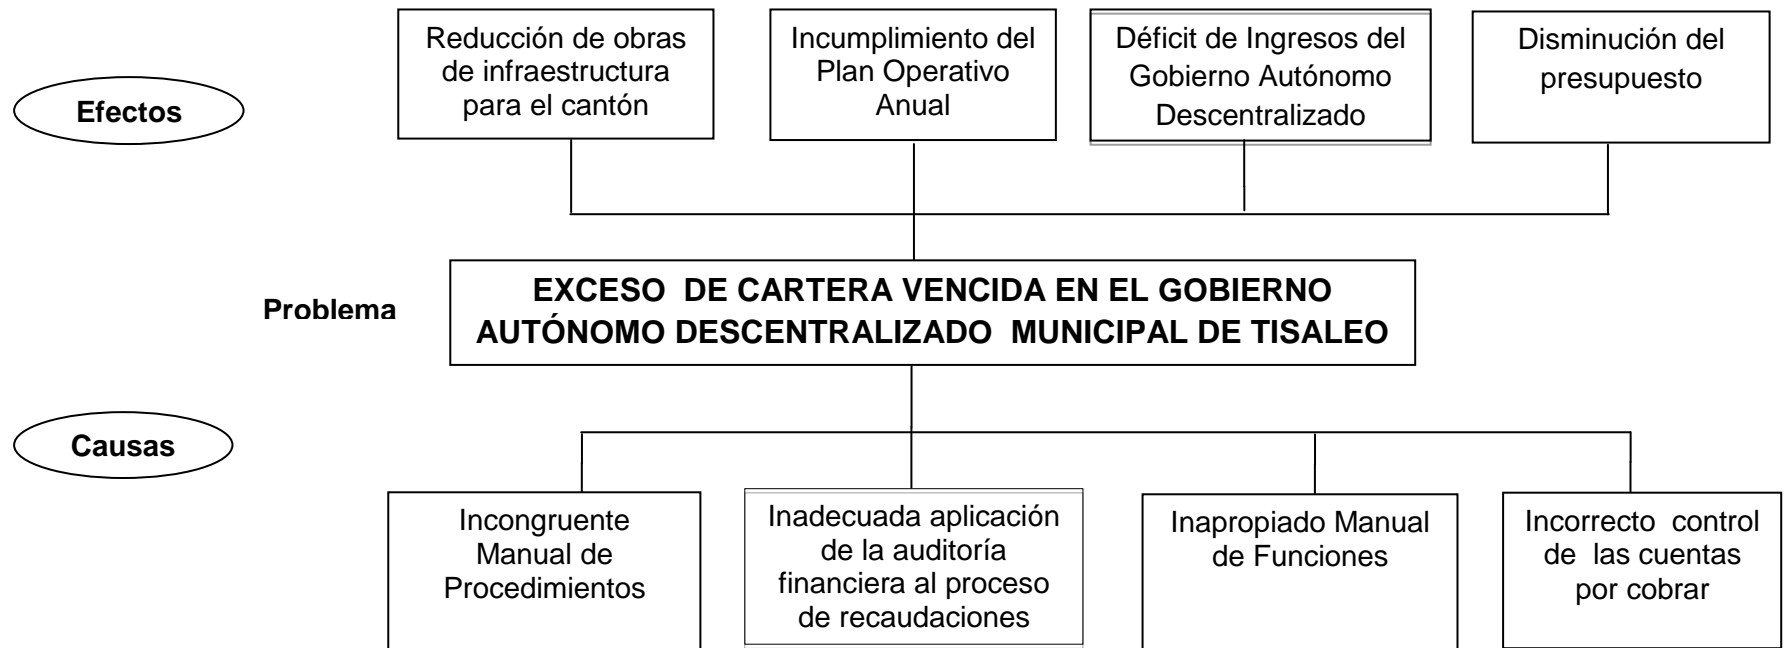 Efectos
Reducción de obras
de infraestructura
para el cantón
Incumplimiento del
Plan Operativo
Anual
Déficit de Ingresos del
Gobierno Autónomo
Descentralizado
Disminución del
presupuesto
Problema
EXCESO DE CARTERA VENCIDA EN EL GOBIERNO
AUTÓNOMO DESCENTRALIZADO MUNICIPAL DE TISALEO
Causas
Incongruente
Manual de
Procedimientos
Inadecuada aplicación
de la auditoría
financiera al proceso
de recaudaciones
Inapropiado Manual
de Funciones
Incorrecto control
de las cuentas
por cobrar